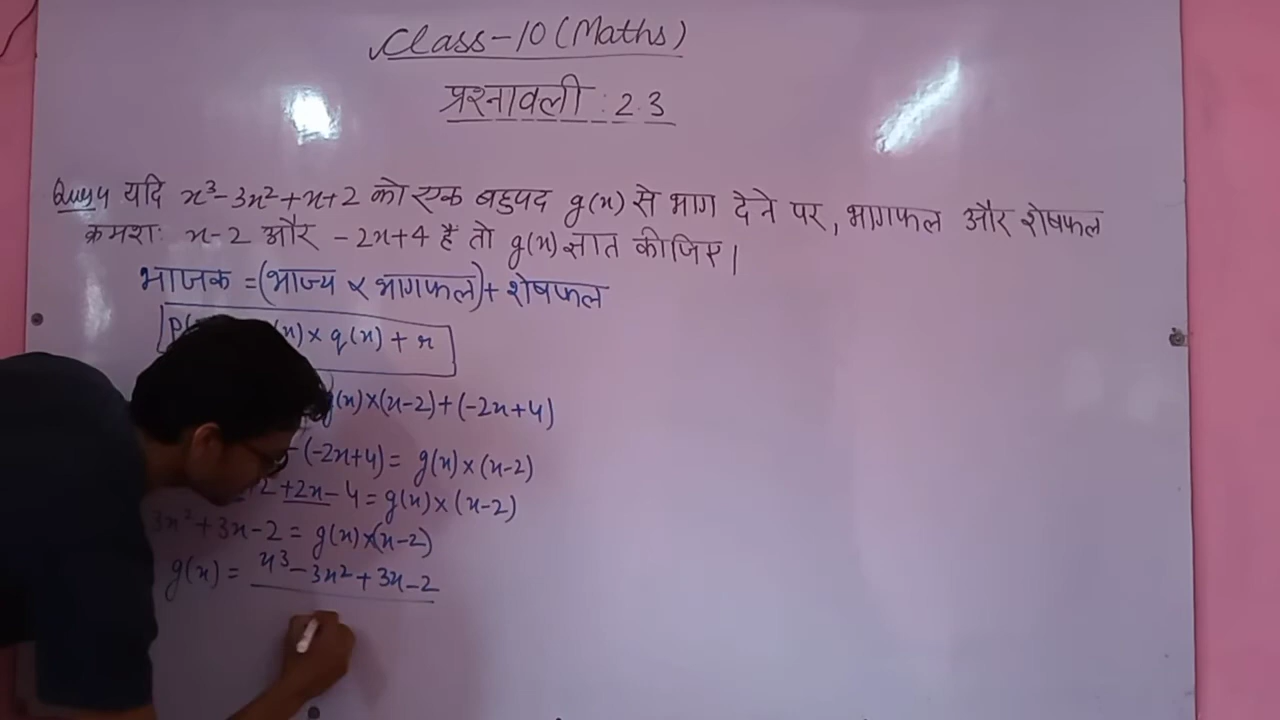 Class-10 (Maths)
प्रश्नावली : 2.3
Ques4 यदि x³-3x²+x+2 को एक बहुपद g(x) से भाग देने पर, भागफल और शेषफल
क्रमशः x-2 और -2x+4 है तो g(x) ज्ञात कीजिए।
भाजक =(भाज्य × भागफल)+ शेषफल
(x)× q(x) + r
g(x)×(x-2)+(-2x+4)
-(-2x+4)= g(x)×(x-2)
+2x-4=g(x)×(x-2)
3x²+3x-2= g(x)×(x-2)
g(x)= x³-3x²+3x-2